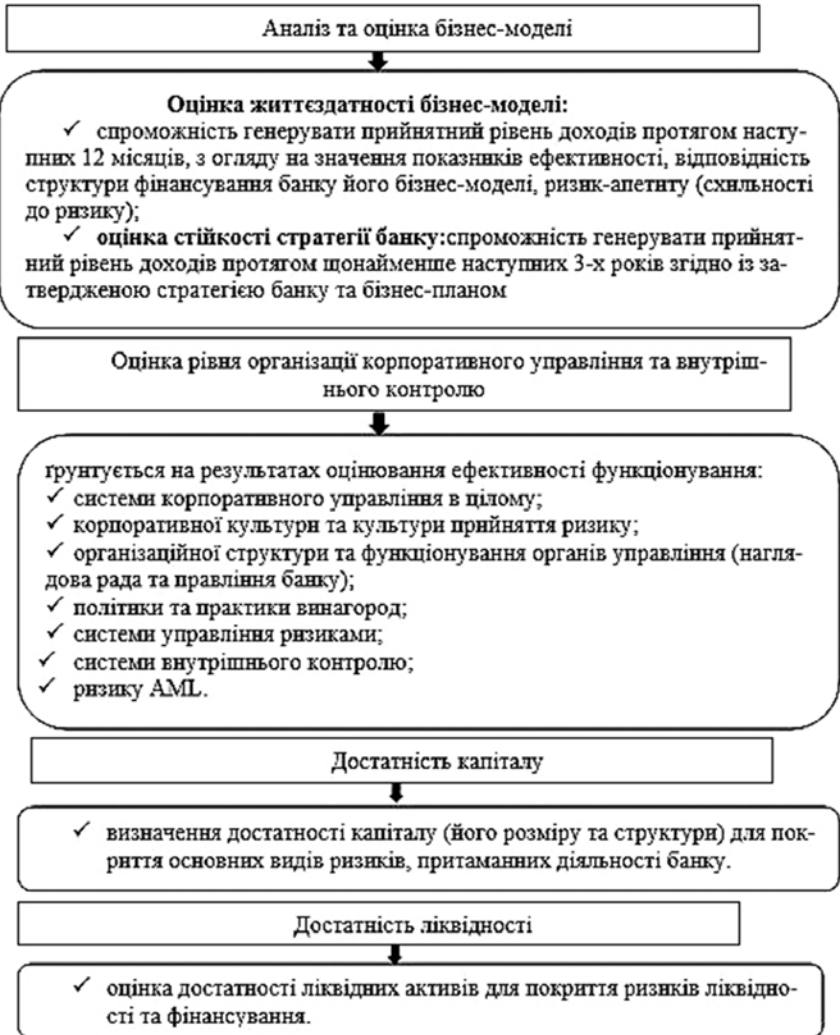 Аналіз та оцінка бізнес-моделі
Оцінка життєздатності бізнес-моделі:
✓ спроможність генерувати прийнятний рівень доходів протягом насту-
пних 12 місяців, з огляду на значення показників ефективності, відповідність
структури фінансування банку його бізнес-моделі, ризик-апетиту (схильності
до ризику);
✓ оцінка стійкості стратегії банку:спроможність генерувати прийнят-
ний рівень доходів протягом щонайменше наступних 3-х років згідно із за-
твердженою стратегією банку та бізнес-планом
Оцінка рівня організації корпоративного управління та внутріш-
нього контролю
ґрунтується на результатах оцінювання ефективності функціонування:
✓ системи корпоративного управління в цілому;
✓ корпоративної культури та культури прийняття ризику;
✓ організаційної структури та функціонування органів управління (нагля-
дова рада та правління банку);
✓ політики та практики винагород;
✓ системи управління ризиками;
✓ системи внутрішнього контролю;
✓ ризику AML.
Достатність капіталу
✓ визначення достатності капіталу (його розміру та структури) для пок-
риття основних видів ризиків, притаманних діяльності банку.
Достатність ліквідності
✓ оцінка достатності ліквідних активів для покриття ризиків ліквідно-
сті та фінансування.